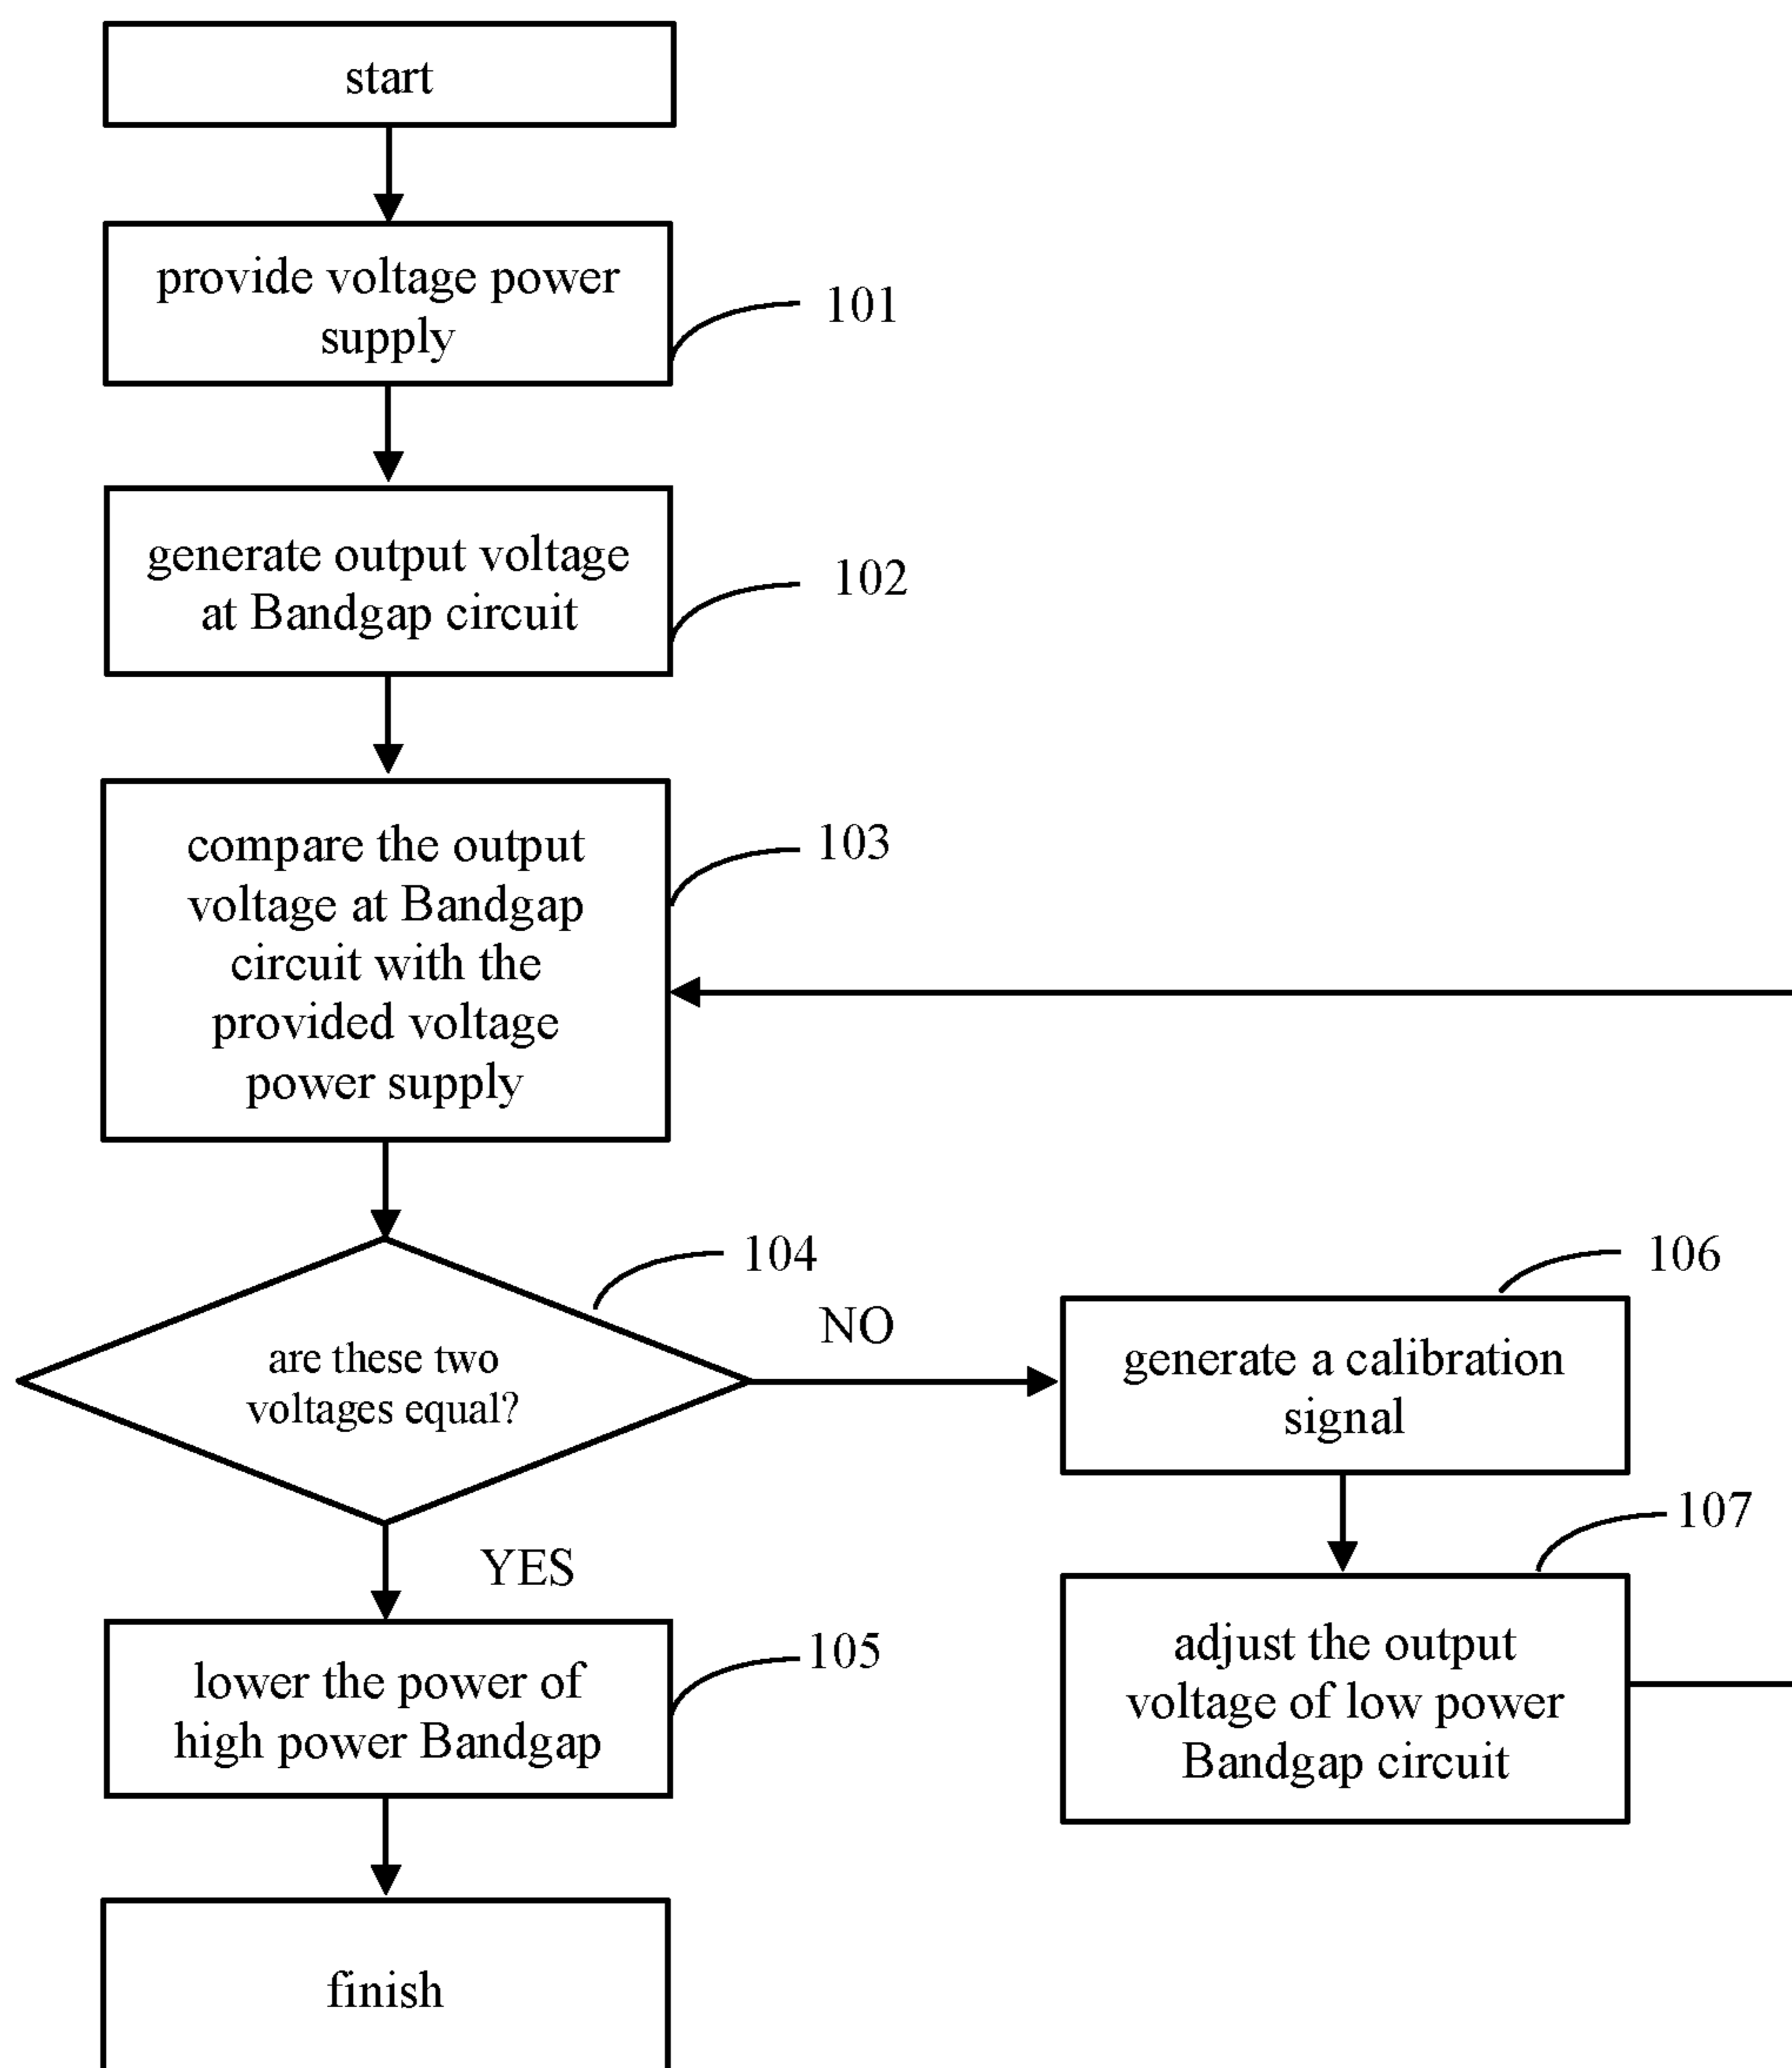 start
provide voltage power
supply
101
generate output voltage
at Bandgap circuit
102
compare the output
voltage at Bandgap
circuit with the
provided voltage
power supply
103
are these two
voltages equal?
104
NO
YES
generate a calibration
signal
106
adjust the output
voltage of low power
Bandgap circuit
107
lower the power of
high power Bandgap
105
finish